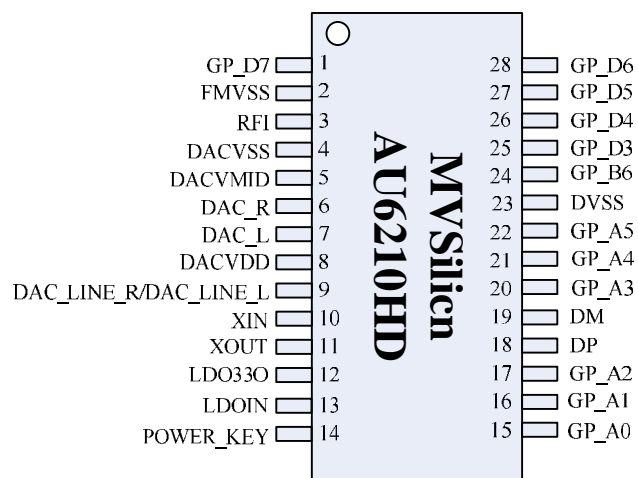 GP_D7 1 28 GP_D6
FMVSS 2 27 GP_D5
RFI 3 26 GP_D4
DACVSS 4 25 GP_D3
DACVMID 5 24 GP_B6
DAC_R 6 23 DVSS
DAC_L 7 22 GP_A5
DACVDD 8 21 GP_A4
DAC_LINE_R/DAC_LINE_L 9 20 GP_A3
XIN 10 19 DM
XOUT 11 18 DP
LDO33O 12 17 GP_A2
LDOIN 13 16 GP_A1
POWER_KEY 14 15 GP_A0
MVSilicn
AU6210HD